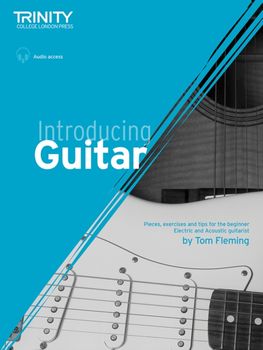 TRINITY
COLLEGE LONDON PRESS
Audio access
Introducing
Guitar
Pieces, exercises and tips for the beginner
Electric and Acoustic guitarist
by Tom Fleming